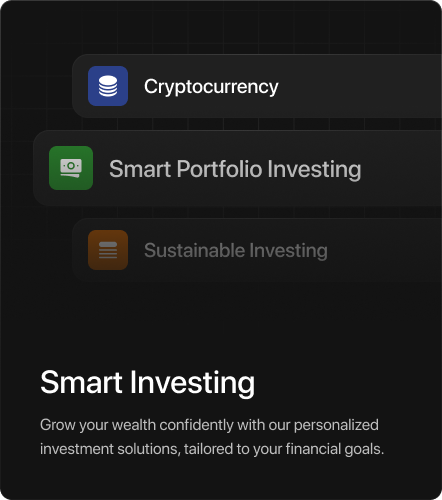 Cryptocurrency
Smart Portfolio Investing
Sustainable Investing
Smart Investing
Grow your wealth confidently with our personalized
investment solutions, tailored to your financial goals.